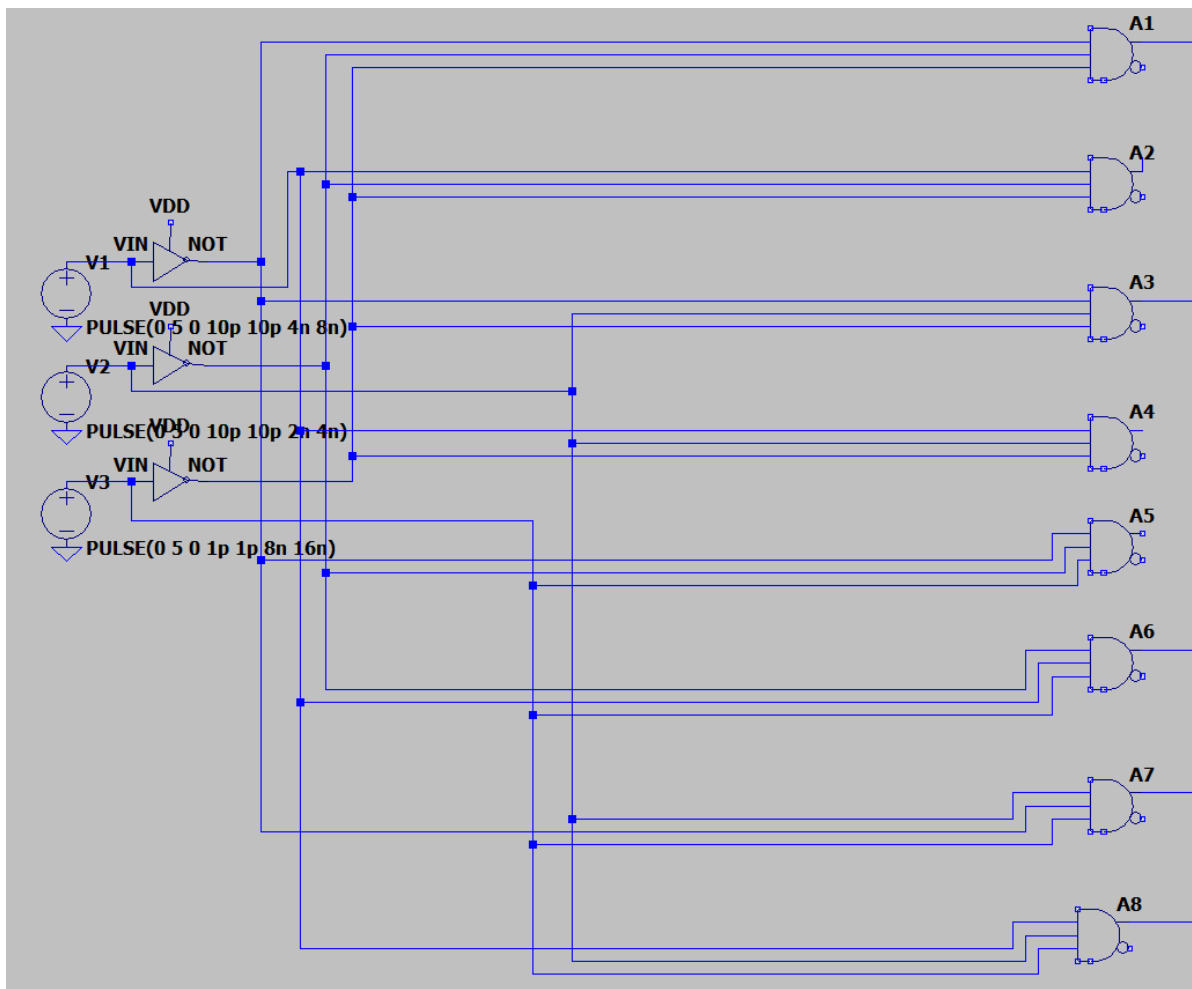 A1
A2
VDD
VIN NOT
V1
A3
VDD
PULSE(0 5 0 10p 10p 4n 8n)
VIN NOT
V2
A4
VDD
PULSE(0 5 0 10p 10p 2n 4n)
VIN NOT
V3
A5
PULSE(0 5 0 1p 1p 8n 16n)
A6
A7
A8